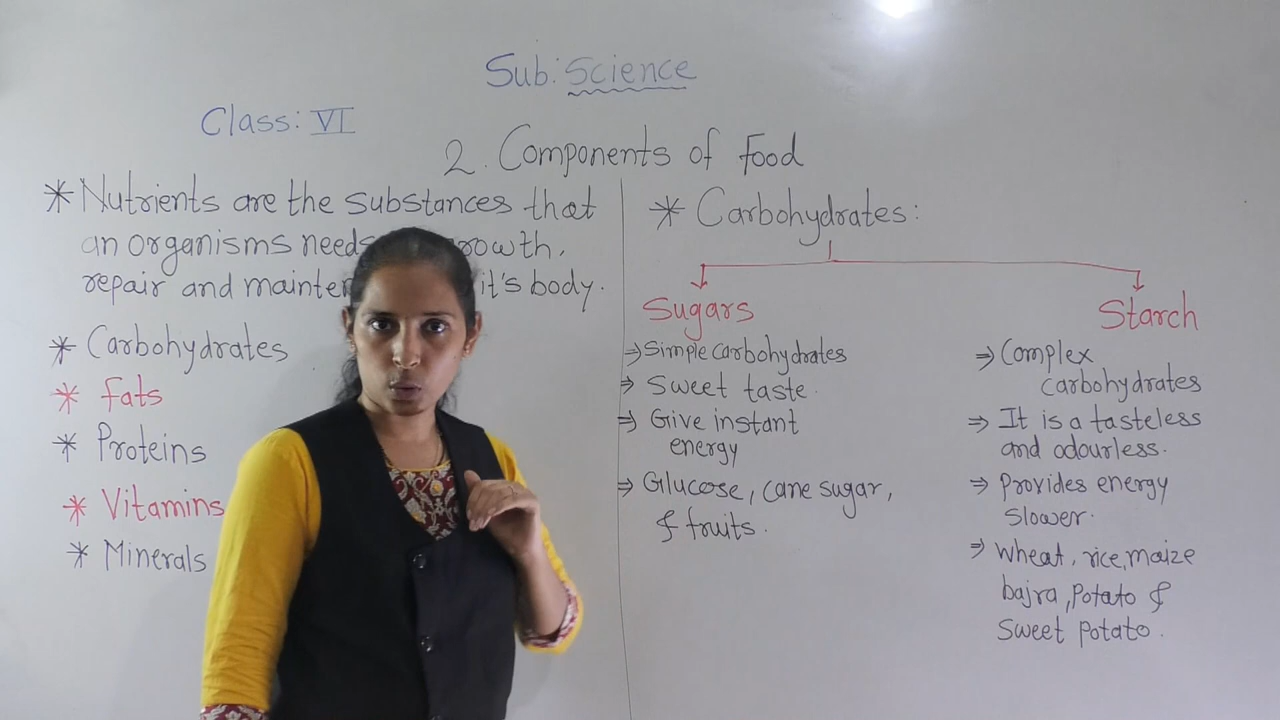 Sub: Science
Class: VI
2. Components of Food
* Nutrients are the substances that
an organisms needs growth,
repair and it's body.
* Carbohydrates
* Fats
* Proteins
* Vitamins
* Minerals
* Carbohydrates:
Sugars
⇒ Simple carbohydrates
⇒ Sweet taste.
⇒ Give instant
energy
⇒ Glucose, cane sugar,
& fruits.
Starch
⇒ Complex
carbohydrates
⇒ It is a tasteless
and odourless.
⇒ Provides energy
slower.
⇒ Wheat, rice, maize
bajra, Potato &
Sweet Potato.